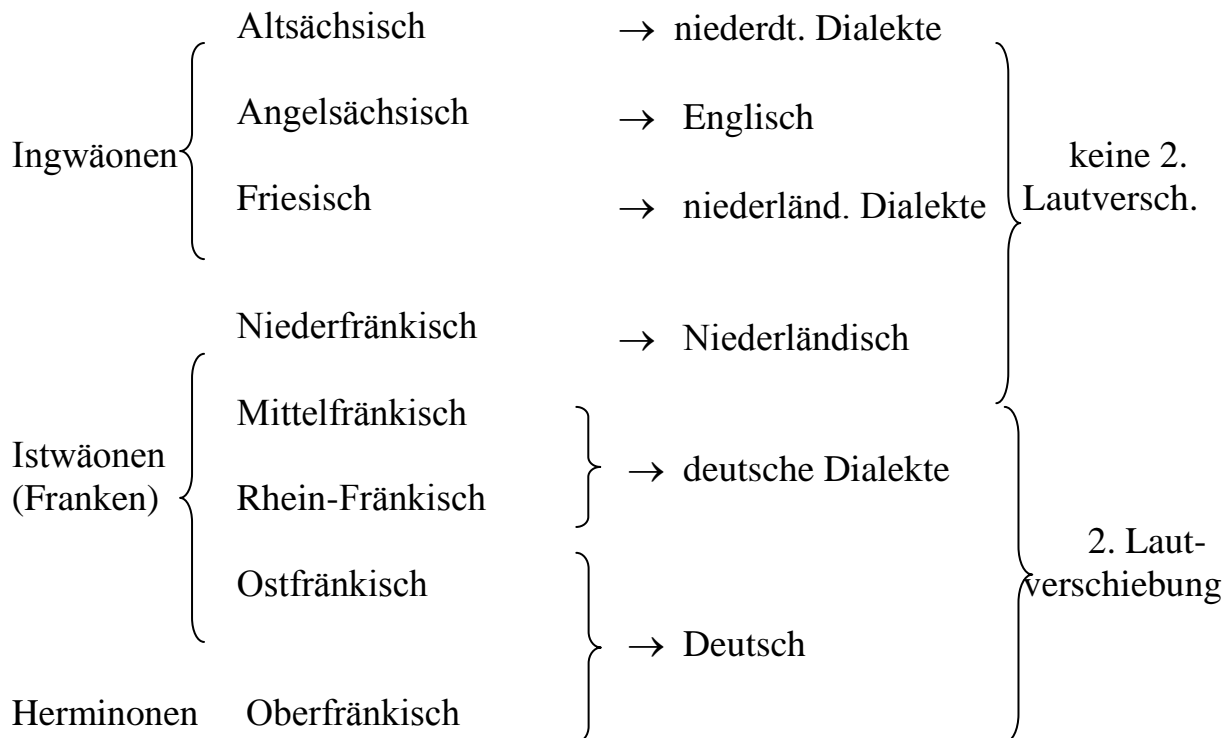 Altsächsisch → niederdt. Dialekte
Angelsächsisch → Englisch
Ingwäonen keine 2.
Friesisch → niederländ. Dialekte Lautversch.
Niederfränkisch → Niederländisch
Mittelfränkisch
Istwäonen → deutsche Dialekte
(Franken) Rhein-Fränkisch
2. Laut-
Ostfränkisch verschiebung
→ Deutsch
Herminonen Oberfränkisch